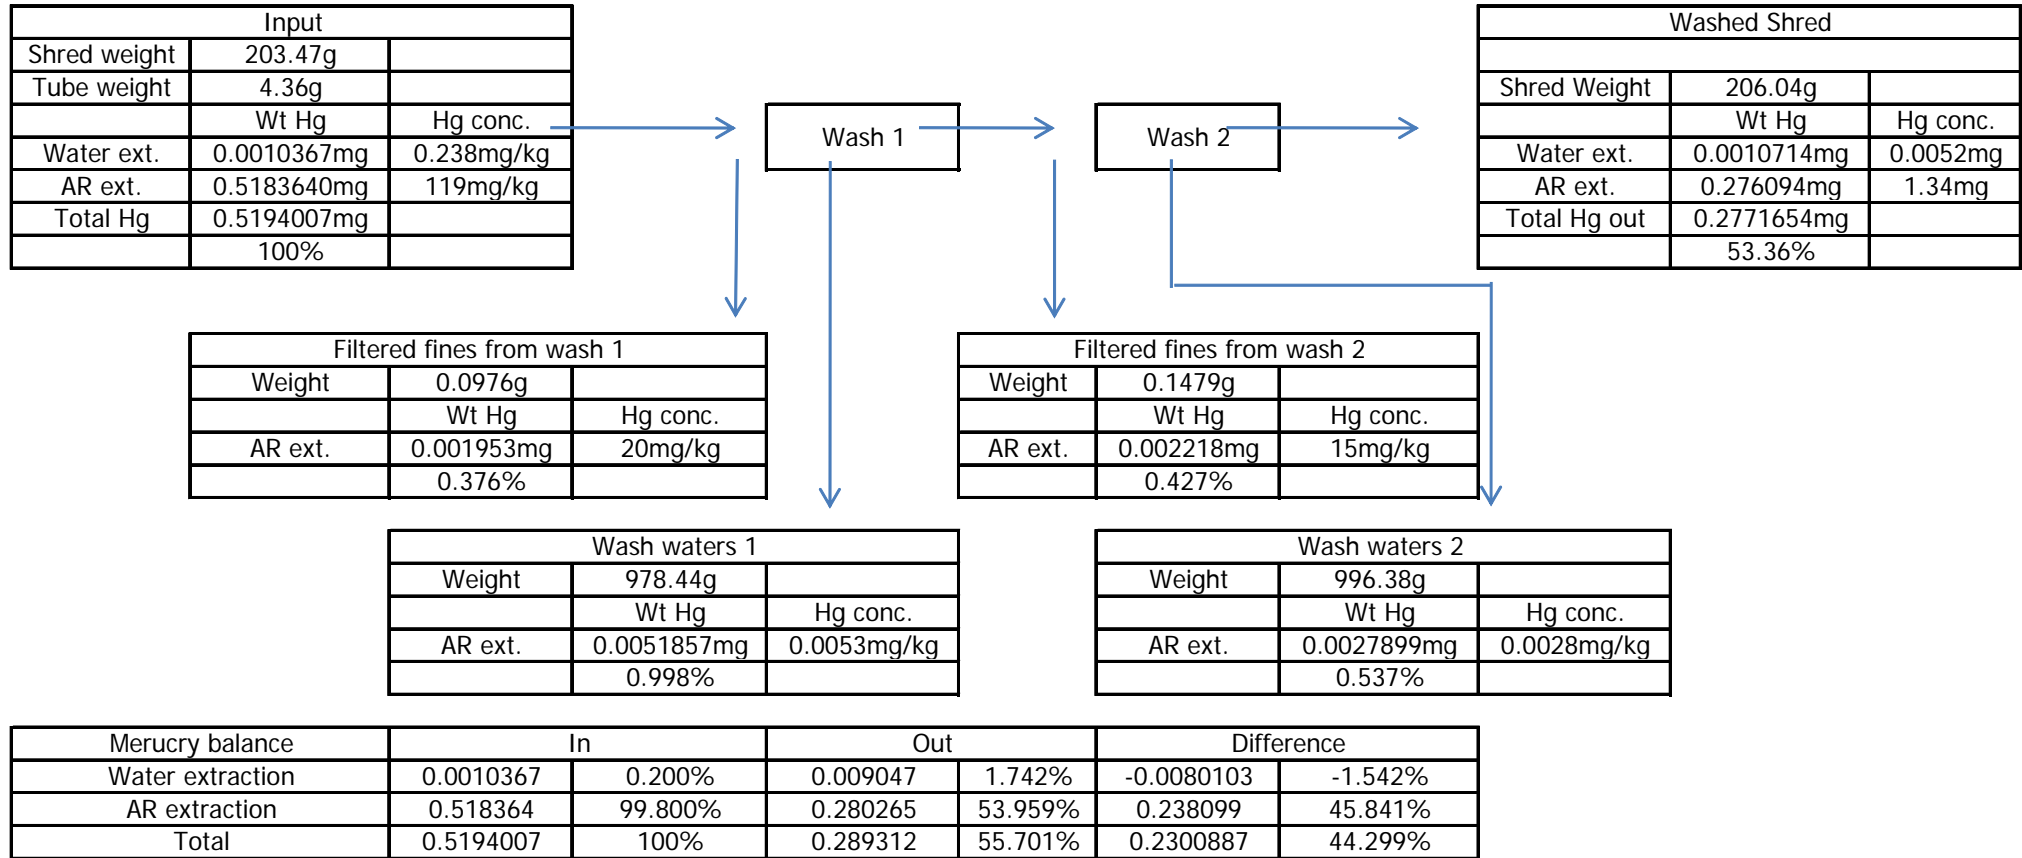 Input
Shred weight 203.47g
Tube weight 4.36g
Wt Hg Hg conc.
Water ext. 0.0010367mg 0.238mg/kg
AR ext. 0.5183640mg 119mg/kg
Total Hg 0.5194007mg
100%
Wash 1
Wash 2
Washed Shred
Shred Weight 206.04g
Wt Hg Hg conc.
Water ext. 0.0010714mg 0.0052mg
AR ext. 0.276094mg 1.34mg
Total Hg out 0.2771654mg
53.36%
Filtered fines from wash 1
Weight 0.0976g
Wt Hg Hg conc.
AR ext. 0.001953mg 20mg/kg
0.376%
Filtered fines from wash 2
Weight 0.1479g
Wt Hg Hg conc.
AR ext. 0.002218mg 15mg/kg
0.427%
Wash waters 1
Weight 978.44g
Wt Hg Hg conc.
AR ext. 0.0051857mg 0.0053mg/kg
0.998%
Wash waters 2
Weight 996.38g
Wt Hg Hg conc.
AR ext. 0.0027899mg 0.0028mg/kg
0.537%
Merucry balance In Out Difference
Water extraction 0.0010367 0.200% 0.009047 1.742% -0.0080103 -1.542%
AR extraction 0.518364 99.800% 0.280265 53.959% 0.238099 45.841%
Total 0.5194007 100% 0.289312 55.701% 0.2300887 44.299%